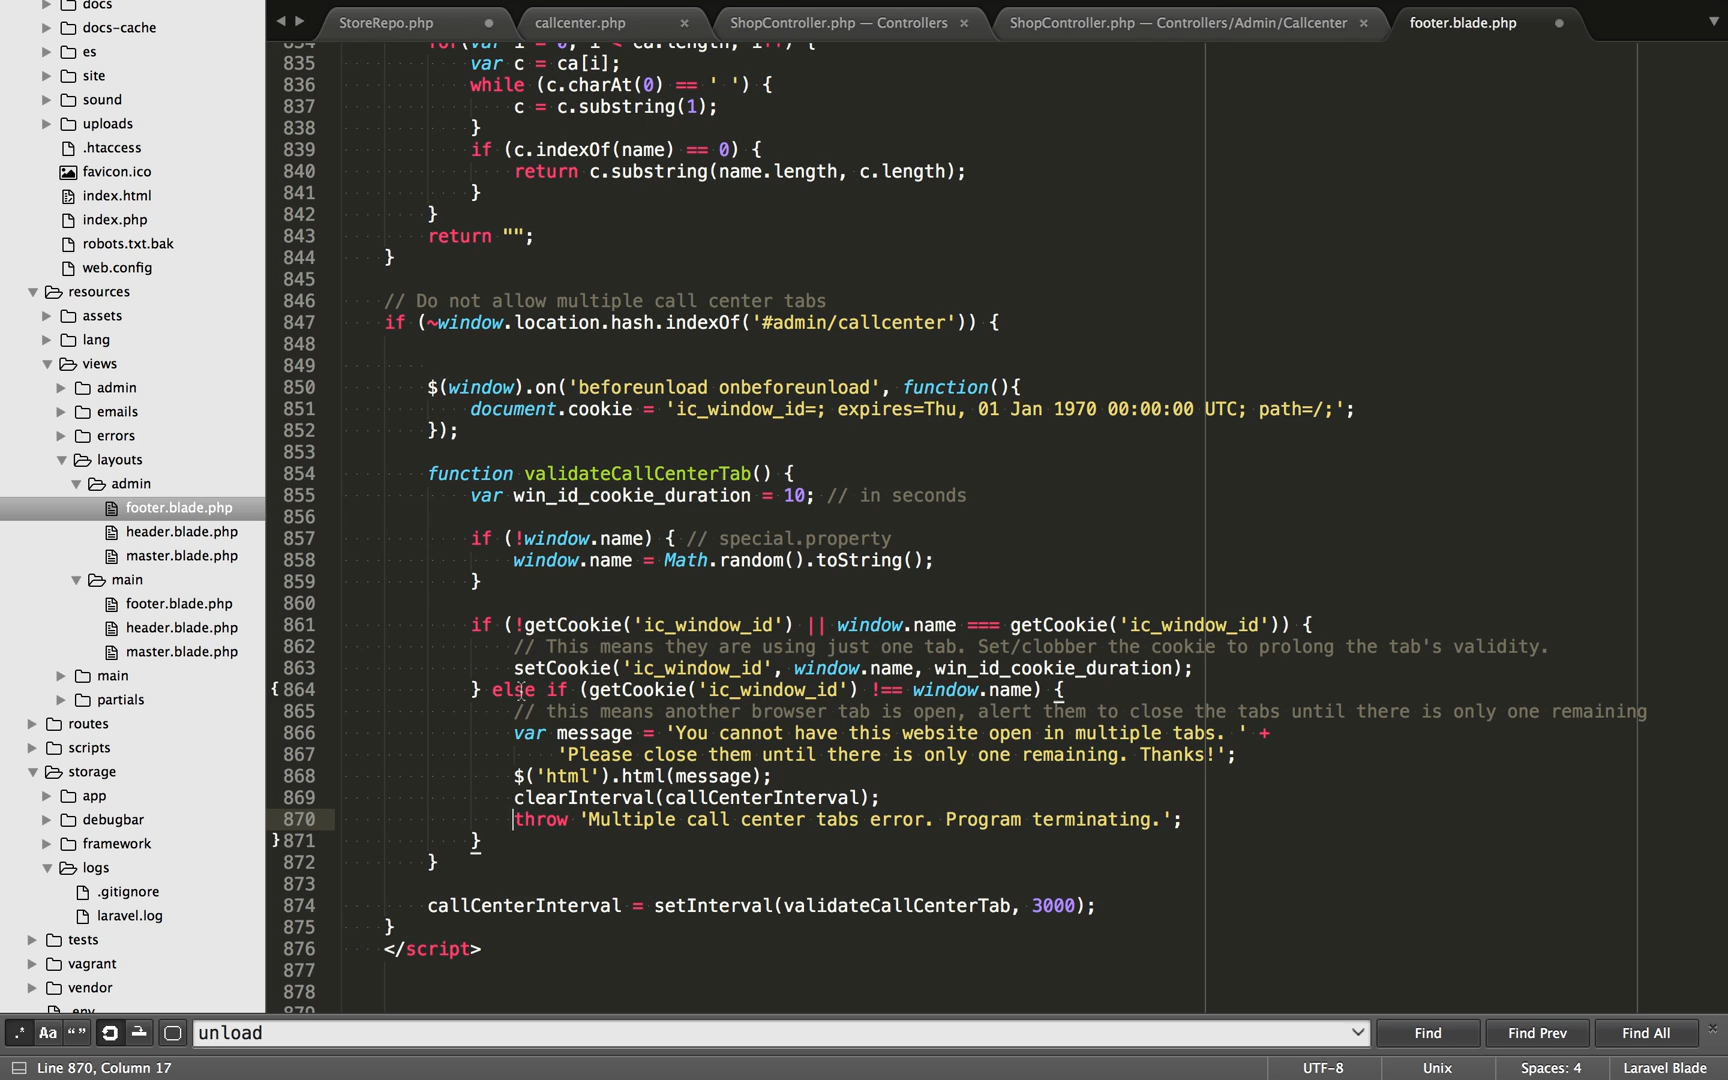 docs
docs-cache
es
site
sound
uploads
.htaccess
favicon.ico
index.html
index.php
robots.txt.bak
web.config
resources
assets
lang
views
admin
emails
errors
layouts
admin
footer.blade.php
header.blade.php
master.blade.php
main
footer.blade.php
header.blade.php
master.blade.php
main
partials
routes
scripts
storage
app
debugbar
framework
logs
.gitignore
laravel.log
tests
vagrant
vendor
.env
StoreRepo.php
callcenter.php
ShopController.php — Controllers
ShopController.php — Controllers/Admin/Callcenter
footer.blade.php
834 for(var i = 0; i < ca.length; i++) {
835 var c = ca[i];
836 while (c.charAt(0) == ' ') {
837 c = c.substring(1);
838 }
839 if (c.indexOf(name) == 0) {
840 return c.substring(name.length, c.length);
841 }
842 }
843 return "";
844 }
845
846 // Do not allow multiple call center tabs
847 if (~window.location.hash.indexOf('#admin/callcenter')) {
848
849
850 $(window).on('beforeunload onbeforeunload', function(){
851 document.cookie = 'ic_window_id=; expires=Thu, 01 Jan 1970 00:00:00 UTC; path=/;';
852 });
853
854 function validateCallCenterTab() {
855 var win_id_cookie_duration = 10; // in seconds
856
857 if (!window.name) { // special.property
858 window.name = Math.random().toString();
859 }
860
861 if (!getCookie('ic_window_id') || window.name === getCookie('ic_window_id')) {
862 // This means they are using just one tab. Set/clobber the cookie to prolong the tab's validity.
863 setCookie('ic_window_id', window.name, win_id_cookie_duration);
864 } else if (getCookie('ic_window_id') !== window.name) {
865 // this means another browser tab is open, alert them to close the tabs until there is only one remaining
866 var message = 'You cannot have this website open in multiple tabs. ' +
867 'Please close them until there is only one remaining. Thanks!';
868 $('html').html(message);
869 clearInterval(callCenterInterval);
870 throw 'Multiple call center tabs error. Program terminating.';
871 }
872 }
873
874 callCenterInterval = setInterval(validateCallCenterTab, 3000);
875 }
876 </script>
877
878
879
.* Aa “”
unload
Find
Find Prev
Find All
Line 870, Column 17
UTF-8
Unix
Spaces: 4
Laravel Blade